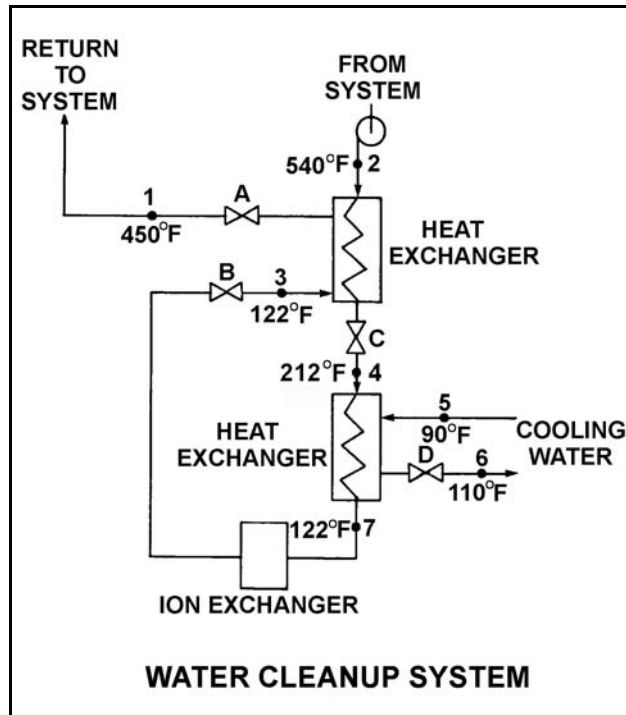 RETURN
TO
SYSTEM
FROM
SYSTEM
540°F 2
1
A
450°F
HEAT
EXCHANGER
B
3
122°F
C
212°F 4
HEAT
EXCHANGER
5
90°F
COOLING
WATER
D
6
110°F
122°F 7
ION EXCHANGER
WATER CLEANUP SYSTEM